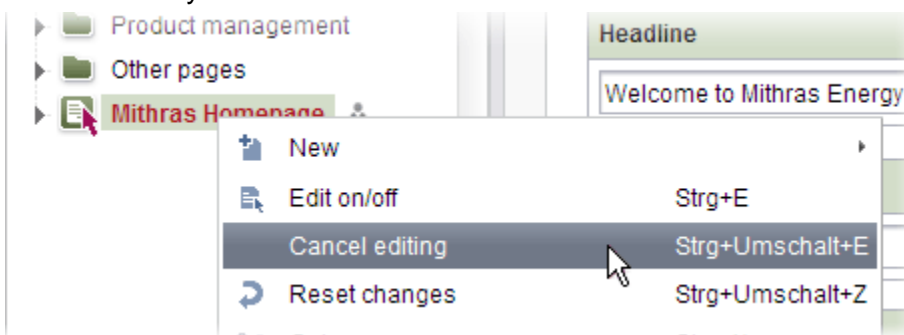 Product management
Headline
Other pages
Welcome to Mithras Energy
Mithras Homepage
New
Edit on/off Strg+E
Cancel editing Strg+Umschalt+E
Reset changes Strg+Umschalt+Z